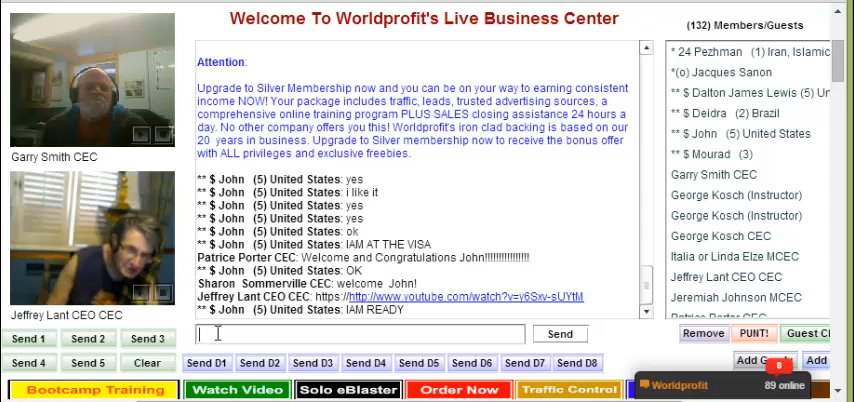 Welcome To Worldprofit's Live Business Center
(132) Members/Guests
Garry Smith CEC
Jeffrey Lant CEO CEC
Send 1
Send 2
Send 3
Send 4
Send 5
Clear
Attention:
Upgrade to Silver Membership now and you can be on your way to earning consistent
income NOW! Your package includes traffic, leads, trusted advertising sources, a
comprehensive online training program PLUS SALES closing assistance 24 hours a
day. No other company offers you this! Worldprofit's iron clad backing is based on our
20 years in business. Upgrade to Silver membership now to receive the bonus offer
with ALL privileges and exclusive freebies.
** $ John (5) United States: yes
** $ John (5) United States: i like it
** $ John (5) United States: yes
** $ John (5) United States: yes
** $ John (5) United States: ok
** $ John (5) United States: IAM AT THE VISA
Patrice Porter CEC: Welcome and Congratulations John!!!!!!!!!!!!!!!!!
** $ John (5) United States: OK
Sharon Sommerville CEC: welcome John!
Jeffrey Lant CEO CEC: https://http://www.youtube.com/watch?v=y6Sxv-sUYtM
** $ John (5) United States: IAM READY
Send
Send D1
Send D2
Send D3
Send D4
Send D5
Send D6
Send D7
Send D8
* 24 Pezhman (1) Iran, Islamic
*(o) Jacques Sanon
** $ Dalton James Lewis (5) Un
** $ Deidra (2) Brazil
** $ John (5) United States
** $ Mourad (3)
Garry Smith CEC
George Kosch (Instructor)
George Kosch (Instructor)
George Kosch CEC
Italia or Linda Elze MCEC
Jeffrey Lant CEO CEC
Jeremiah Johnson MCEC
Patrice Porter CEC
Remove
PUNT!
Guest Cl
Add
Add
8
Worldprofit
89 online
Bootcamp Training
Watch Video
Solo eBlaster
Order Now
Traffic Control